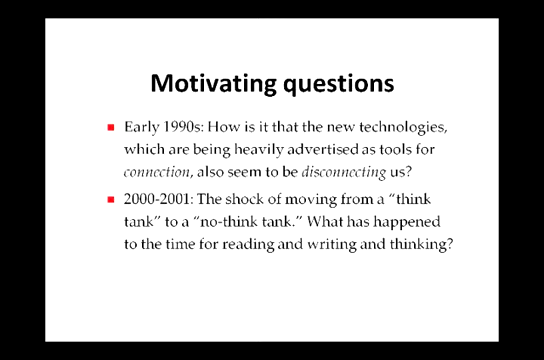 Motivating questions
Early 1990s: How is it that the new technologies,
which are being heavily advertised as tools for
connection, also seem to be disconnecting us?
2000-2001: The shock of moving from a “think
tank” to a “no-think tank.” What has happened
to the time for reading and writing and thinking?